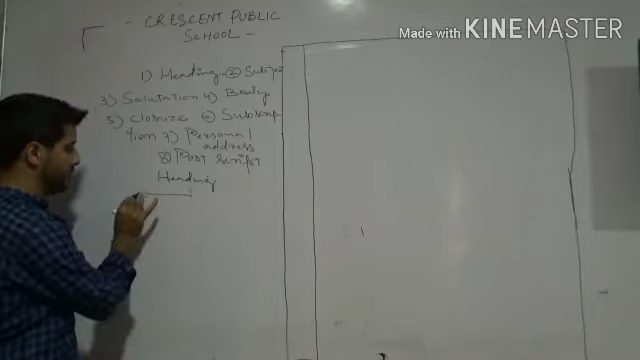 - CRESCENT PUBLIC
SCHOOL -
1) Heading 2) Subje
3) Salutation 4) Body
5) Closure 6) Subscrip
tion 7) Personal
address
8) Post script
Heading
Made with KINEMASTER